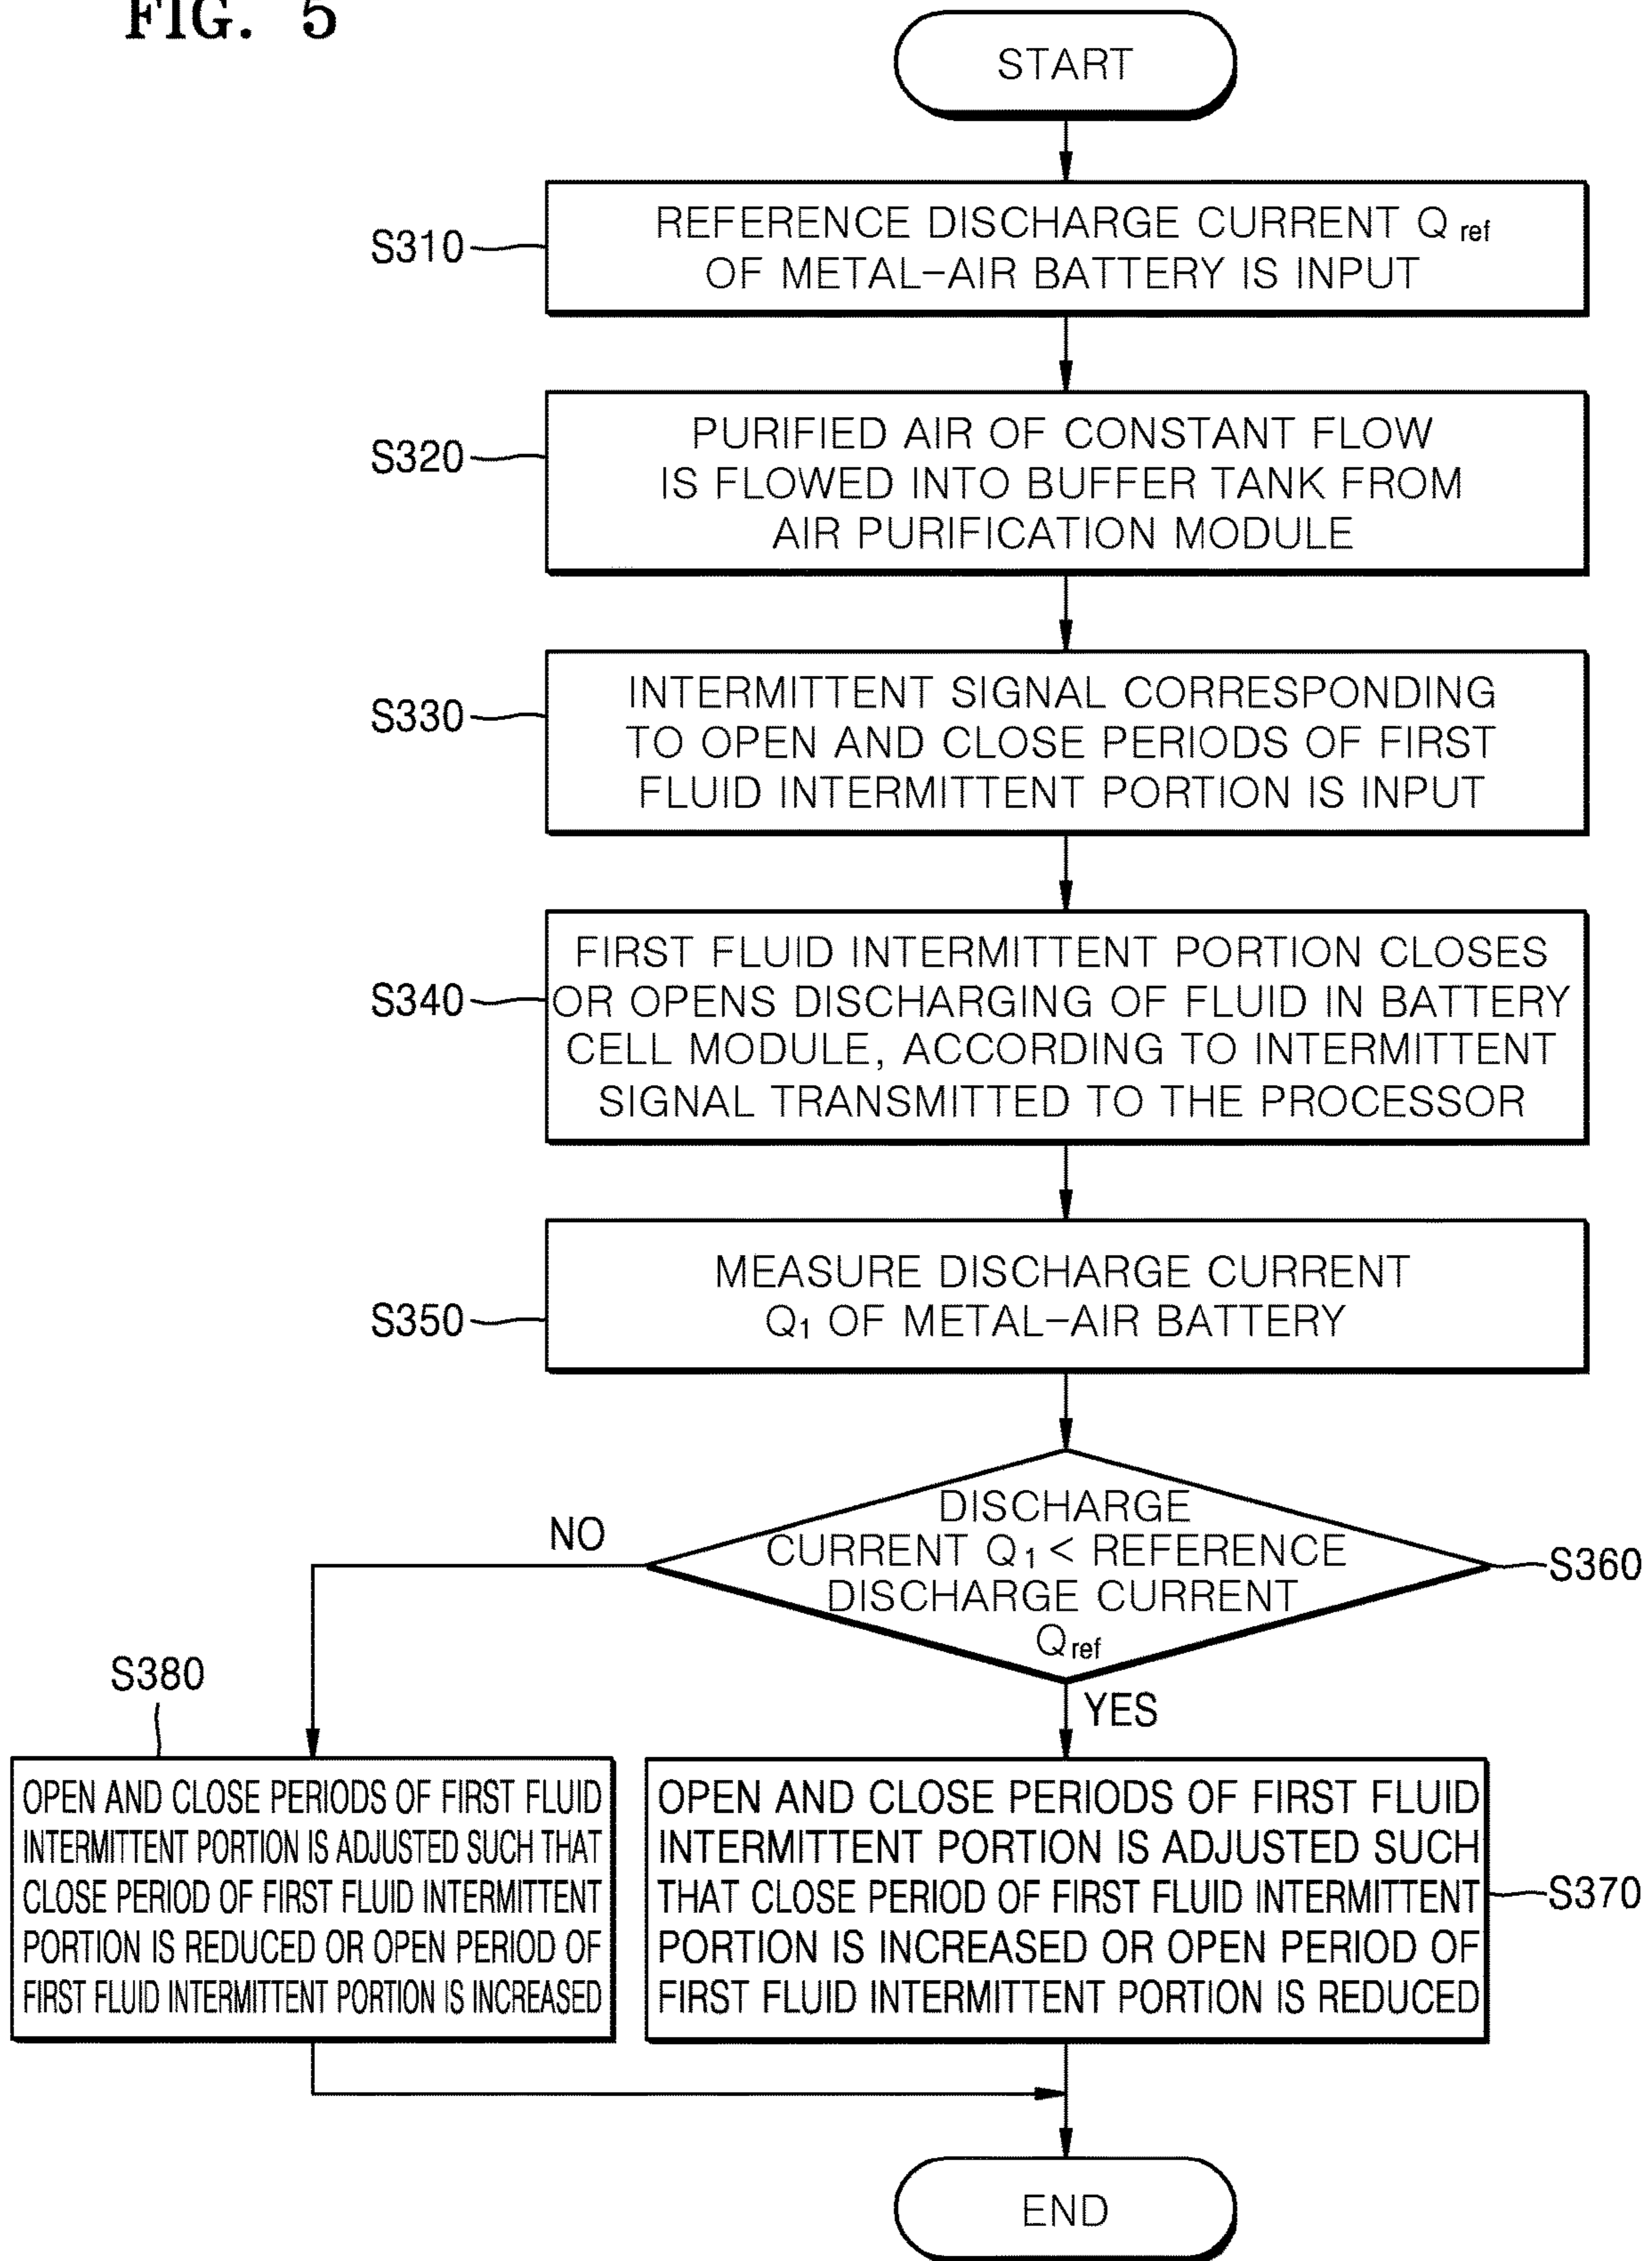 FIG. 5
START
S310
REFERENCE DISCHARGE CURRENT Q ref
OF METAL-AIR BATTERY IS INPUT
S320
PURIFIED AIR OF CONSTANT FLOW
IS FLOWED INTO BUFFER TANK FROM
AIR PURIFICATION MODULE
S330
INTERMITTENT SIGNAL CORRESPONDING
TO OPEN AND CLOSE PERIODS OF FIRST
FLUID INTERMITTENT PORTION IS INPUT
S340
FIRST FLUID INTERMITTENT PORTION CLOSES
OR OPENS DISCHARGING OF FLUID IN BATTERY
CELL MODULE, ACCORDING TO INTERMITTENT
SIGNAL TRANSMITTED TO THE PROCESSOR
S350
MEASURE DISCHARGE CURRENT
Q1 OF METAL-AIR BATTERY
S360
DISCHARGE
CURRENT Q1 < REFERENCE
DISCHARGE CURRENT
Qref
NO
YES
S380
OPEN AND CLOSE PERIODS OF FIRST FLUID
INTERMITTENT PORTION IS ADJUSTED SUCH THAT
CLOSE PERIOD OF FIRST FLUID INTERMITTENT
PORTION IS REDUCED OR OPEN PERIOD OF
FIRST FLUID INTERMITTENT PORTION IS INCREASED
S370
OPEN AND CLOSE PERIODS OF FIRST FLUID
INTERMITTENT PORTION IS ADJUSTED SUCH
THAT CLOSE PERIOD OF FIRST FLUID INTERMITTENT
PORTION IS INCREASED OR OPEN PERIOD OF
FIRST FLUID INTERMITTENT PORTION IS REDUCED
END